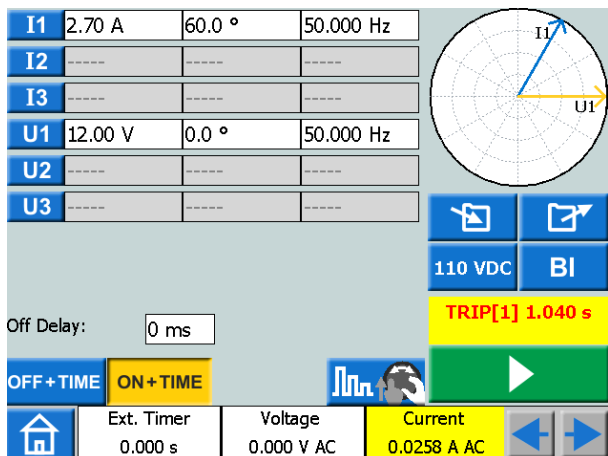 I1 2.70 A 60.0 ° 50.000 Hz
I2 ----- ----- -----
I3 ----- ----- -----
U1 12.00 V 0.0 ° 50.000 Hz
U2 ----- ----- -----
U3 ----- ----- -----
I1
U1
110 VDC BI
TRIP[1] 1.040 s
Off Delay: 0 ms
OFF+TIME ON+TIME
Ext. Timer Voltage Current
0.000 s 0.000 V AC 0.0258 A AC